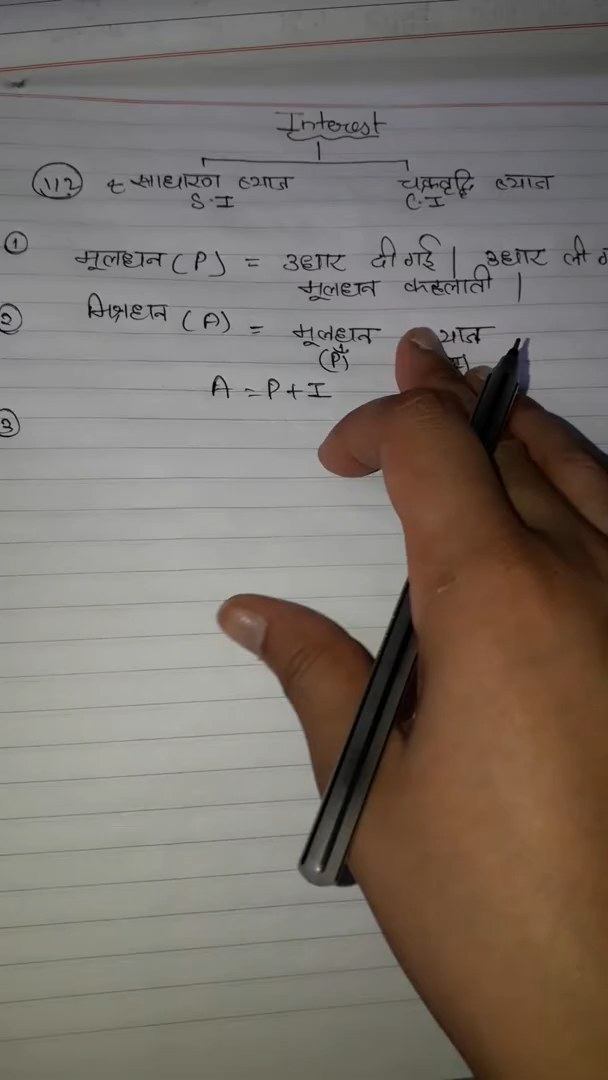 Interest
112 साधारण ब्याज चक्रवृद्धि ब्याज
S.I C.I
1 मूलधन (P) = उधार दी गई | उधार ली
मूलधन कहलाती |
2 मिश्रधन (A) = मूलधन
(P)
A = P + I
3